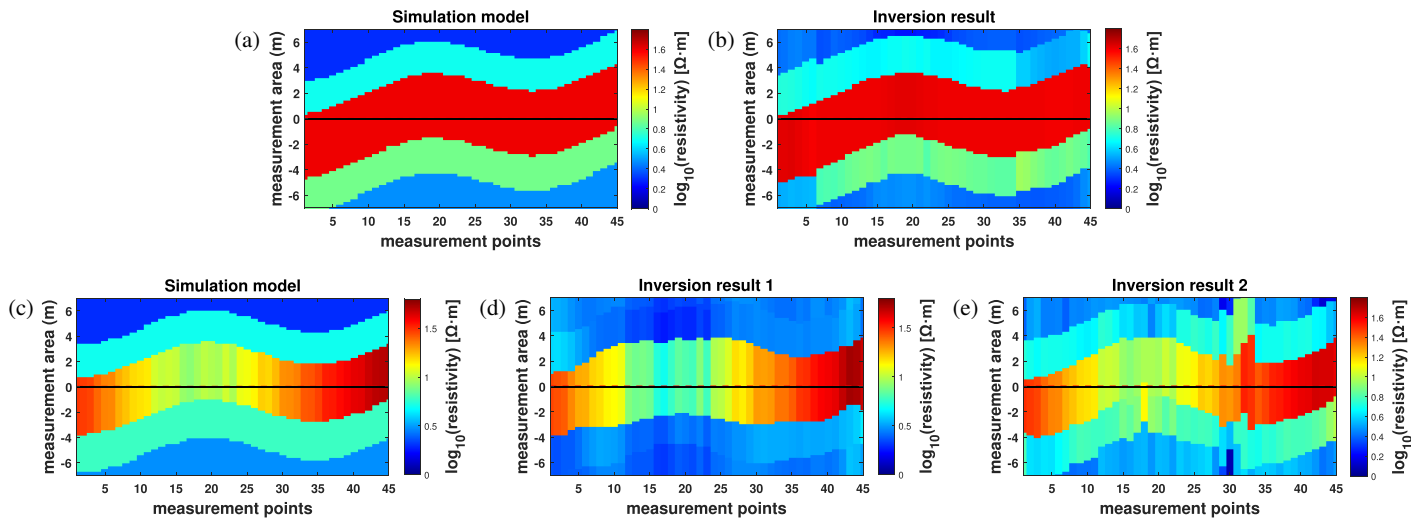 Simulation model
(a)
measurement area (m)
6
4
2
0
-2
-4
-6
5 10 15 20 25 30 35 40 45
measurement points
1.6
1.4
1.2
1
0.8
0.6
0.4
0.2
0
log10(resistivity) [Ω·m]
Inversion result
(b)
measurement area (m)
6
4
2
0
-2
-4
-6
5 10 15 20 25 30 35 40 45
measurement points
1.6
1.4
1.2
1
0.8
0.6
0.4
0.2
0
log10(resistivity) [Ω·m]
Simulation model
(c)
measurement area (m)
6
4
2
0
-2
-4
-6
5 10 15 20 25 30 35 40 45
measurement points
1.5
1
0.5
0
log10(resistivity) [Ω·m]
Inversion result 1
(d)
measurement area (m)
6
4
2
0
-2
-4
-6
5 10 15 20 25 30 35 40 45
measurement points
1.5
1
0.5
0
log10(resistivity) [Ω·m]
Inversion result 2
(e)
measurement area (m)
6
4
2
0
-2
-4
-6
5 10 15 20 25 30 35 40 45
measurement points
1.6
1.4
1.2
1
0.8
0.6
0.4
0.2
0
log10(resistivity) [Ω·m]